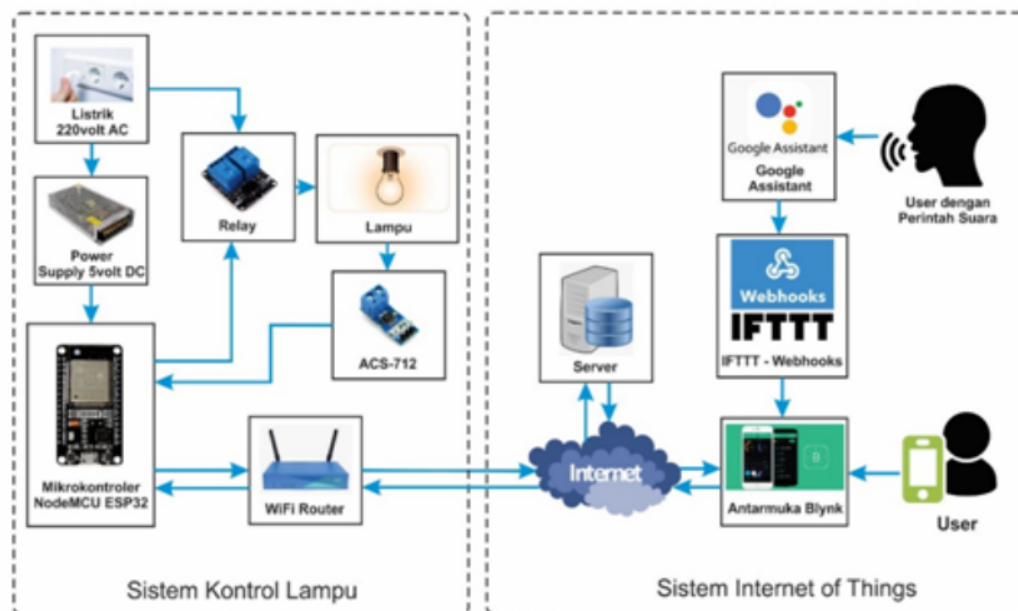 Listrik
220volt AC
Power
Supply 5volt DC
Relay
Lampu
ACS-712
Mikrokontroler
NodeMCU ESP32
WiFi Router
Sistem Kontrol Lampu
Google Assistant
Google
Assistant
User dengan
Perintah Suara
Webhooks
IFTTT
IFTTT - Webhooks
Server
Internet
B
Antarmuka Blynk
User
Sistem Internet of Things